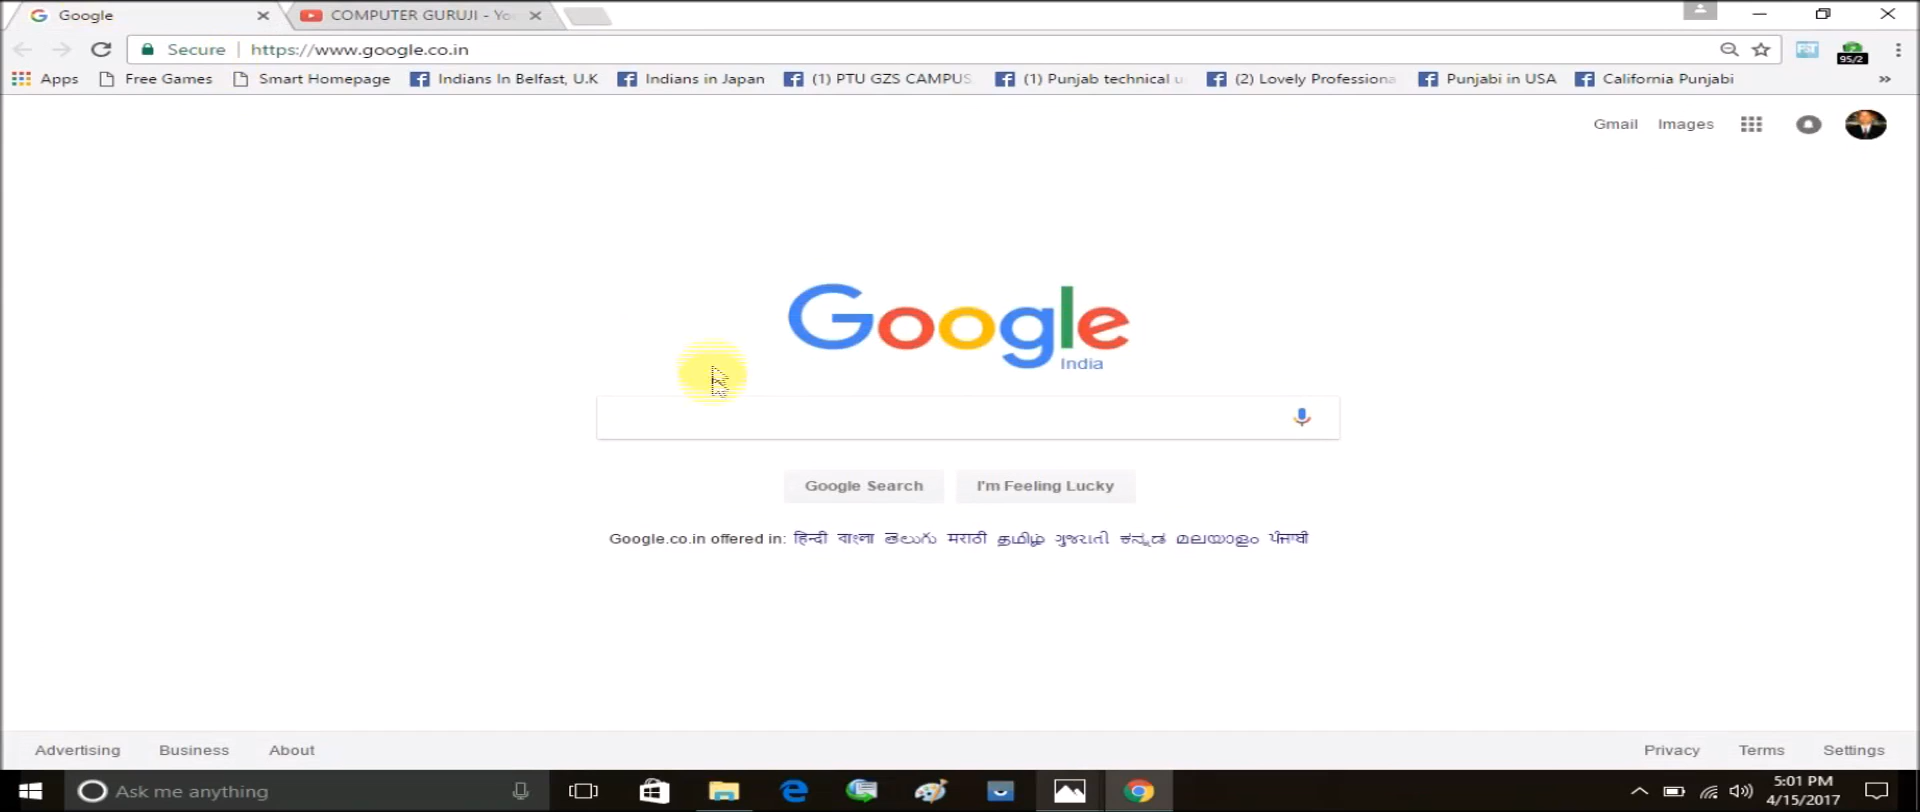 Google
COMPUTER GURUJI - Yo
Secure
https://www.google.co.in
95/2
Apps
Free Games
Smart Homepage
Indians In Belfast, U.K
Indians in Japan
(1) PTU GZS CAMPUS
(1) Punjab technical u
(2) Lovely Professiona
Punjabi in USA
California Punjabi
»
Gmail
Images
Google
India
Google Search
I'm Feeling Lucky
Google.co.in offered in: हिन्दी বাংলা తెలుగు मराठी தமிழ் ગુજરાતી ಕನ್ನಡ മലയാളം ਪੰਜਾਬੀ
Advertising
Business
About
Privacy
Terms
Settings
Ask me anything
5:01 PM
4/15/2017